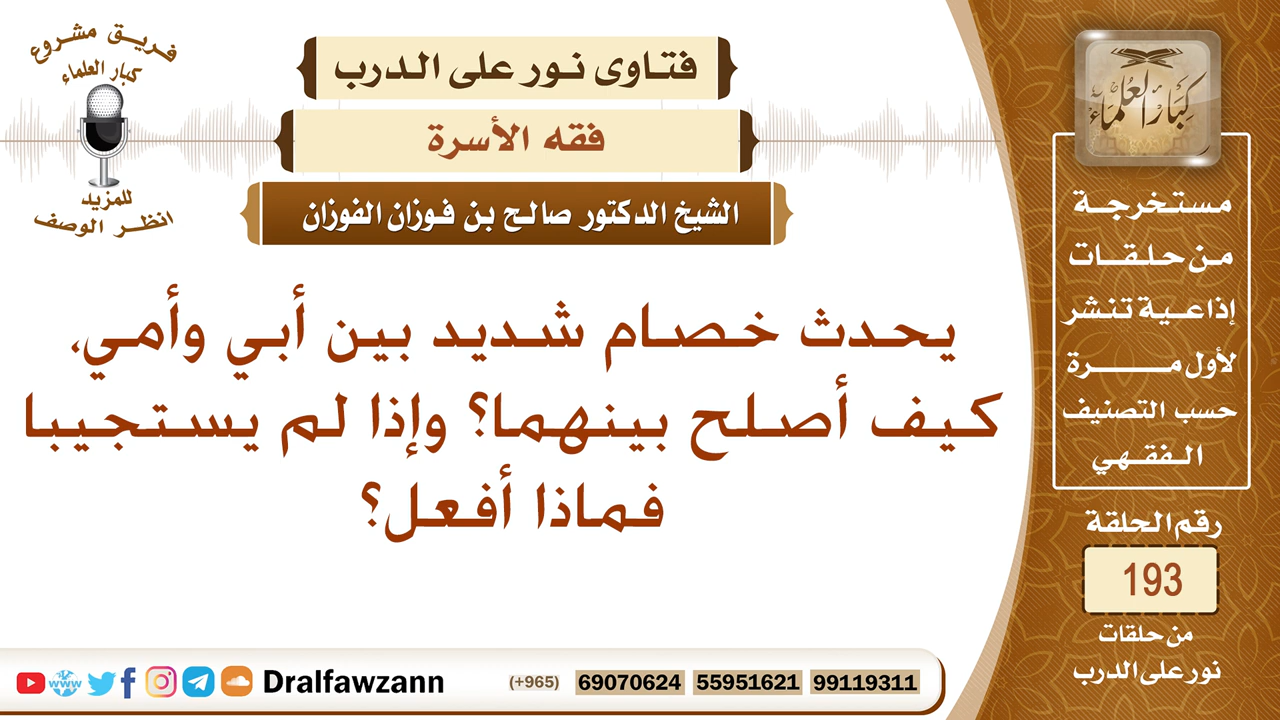 فريق مشروع
كبار العلماء
للمزيد
انظر الوصف
فتاوى نور على الدرب
فقه الأسرة
الشيخ الدكتور صالح بن فوزان الفوزان
يحدث خصام شديد بين أبي وأمي،
كيف أصلح بينهما؟ وإذا لم يستجيبا
فماذا أفعل؟
كبار العلماء
مستخرجة
من حلقات
إذاعية تنشر
لأول مرة
حسب التصنيف
الفقهي
رقم الحلقة
193
من حلقات
نور على الدرب
www Dralfawzann (+965) 69070624 55951621 99119311